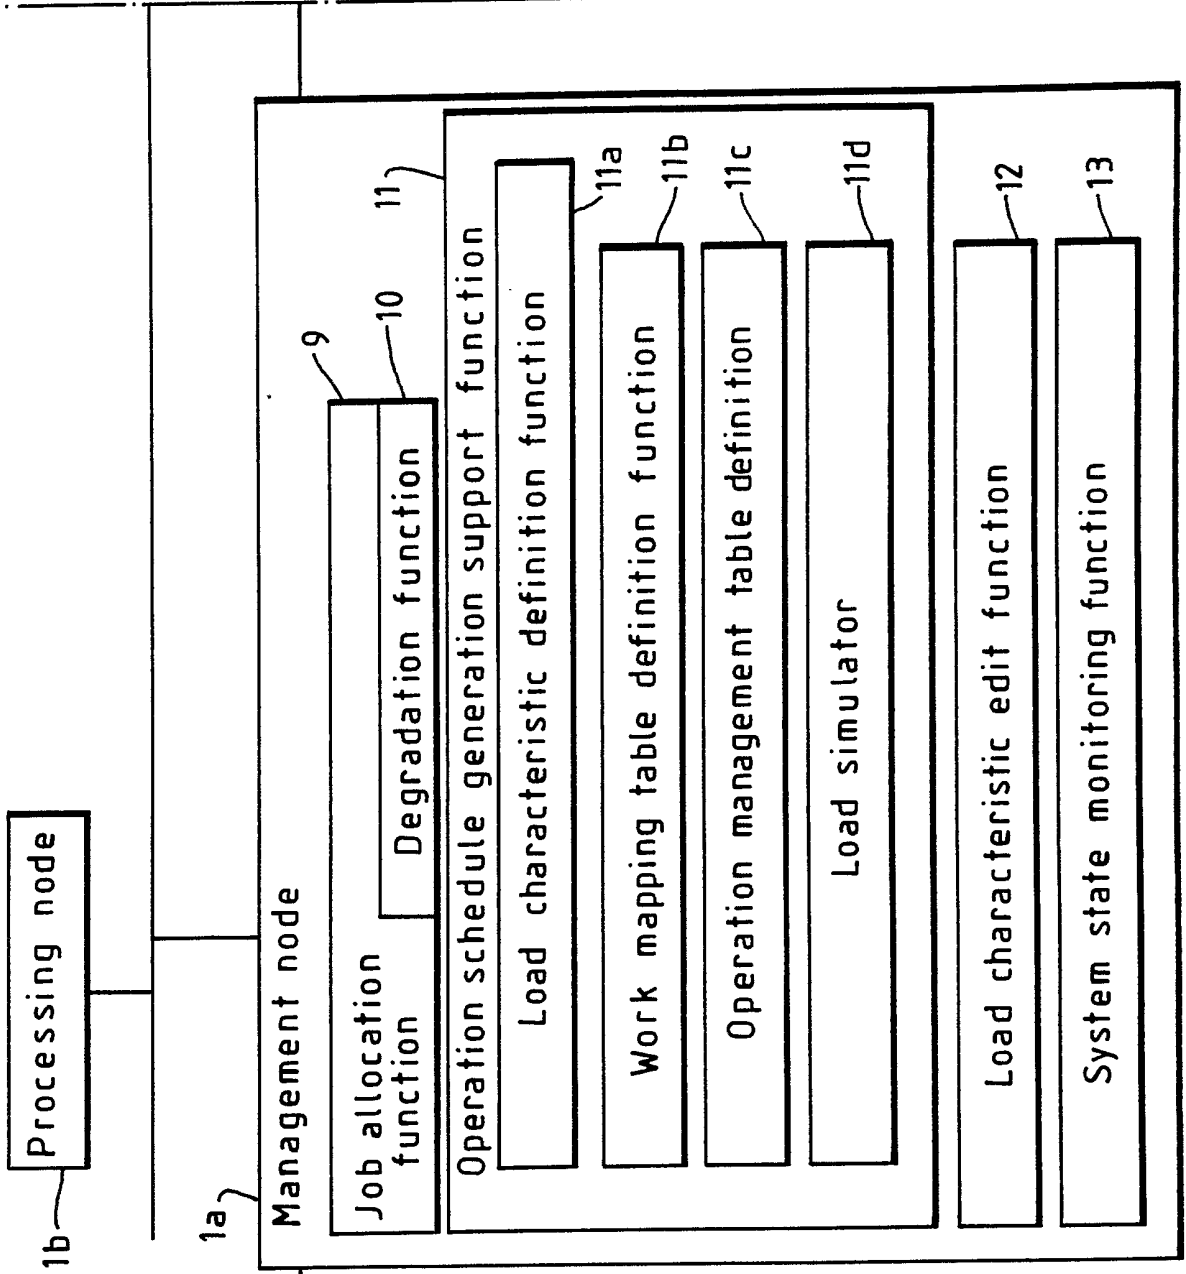 1b
Processing node
1a
Management node
Job allocation
function
9
Degradation function
10
11
Operation schedule generation support function
Load characteristic definition function
11a
Work mapping table definition function
11b
Operation management table definition
11c
Load simulator
11d
Load characteristic edit function
12
System state monitoring function
13